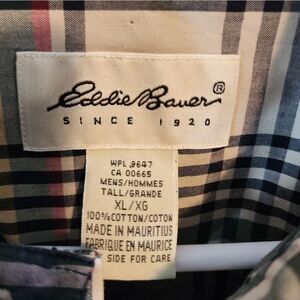 Eddie Bauer®
SINCE 1920
WPL 9647
CA 00665
MENS/HOMMES
TALL/GRANDE
XL/XG
100%COTTON/COTON
MADE IN MAURITIUS
FABRIQUE EN MAURICE
SIDE FOR CARE